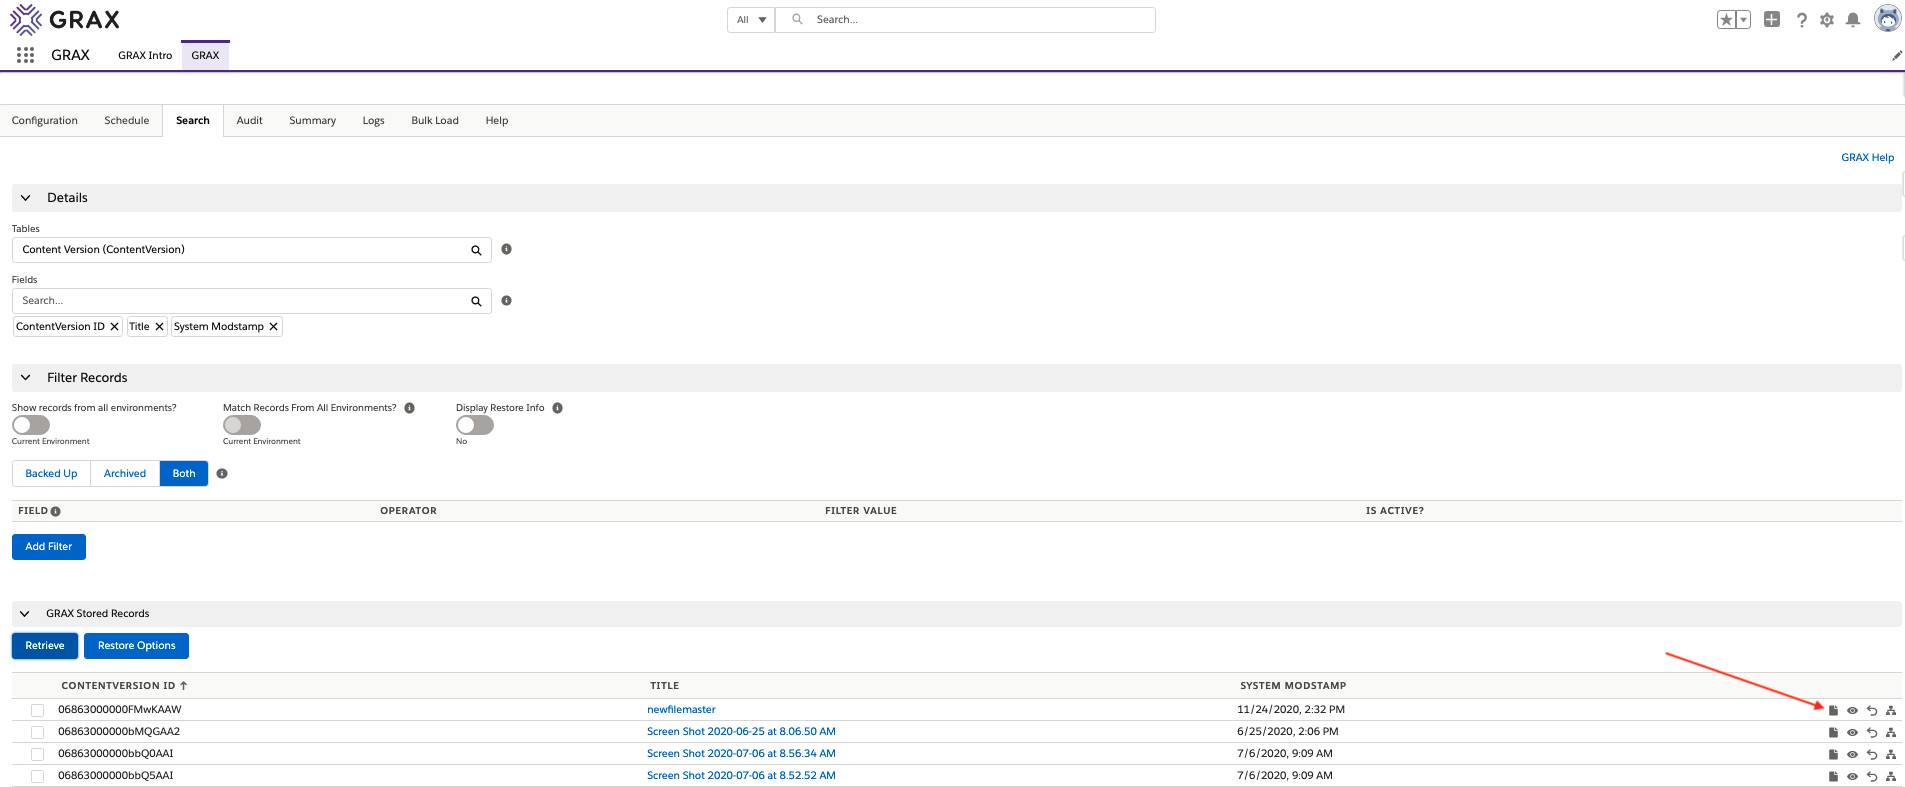 GRAX
All
Search...
GRAX
GRAX Intro
GRAX
Configuration
Schedule
Search
Audit
Summary
Logs
Bulk Load
Help
GRAX Help
Details
Tables
Content Version (ContentVersion)
Fields
Search...
ContentVersion ID
Title
System Modstamp
Filter Records
Show records from all environments?
Match Records From All Environments?
Display Restore Info
Current Environment
Current Environment
No
Backed Up
Archived
Both
FIELD
OPERATOR
FILTER VALUE
IS ACTIVE?
Add Filter
GRAX Stored Records
Retrieve
Restore Options
CONTENTVERSION ID
TITLE
SYSTEM MODSTAMP
06863000000FMwKAAW
newfilemaster
11/24/2020, 2:32 PM
06863000000bMQGAA2
Screen Shot 2020-06-25 at 8.06.50 AM
6/25/2020, 2:06 PM
06863000000bbQ0AAI
Screen Shot 2020-07-06 at 8.56.34 AM
7/6/2020, 9:09 AM
06863000000bbQ5AAI
Screen Shot 2020-07-06 at 8.52.52 AM
7/6/2020, 9:09 AM